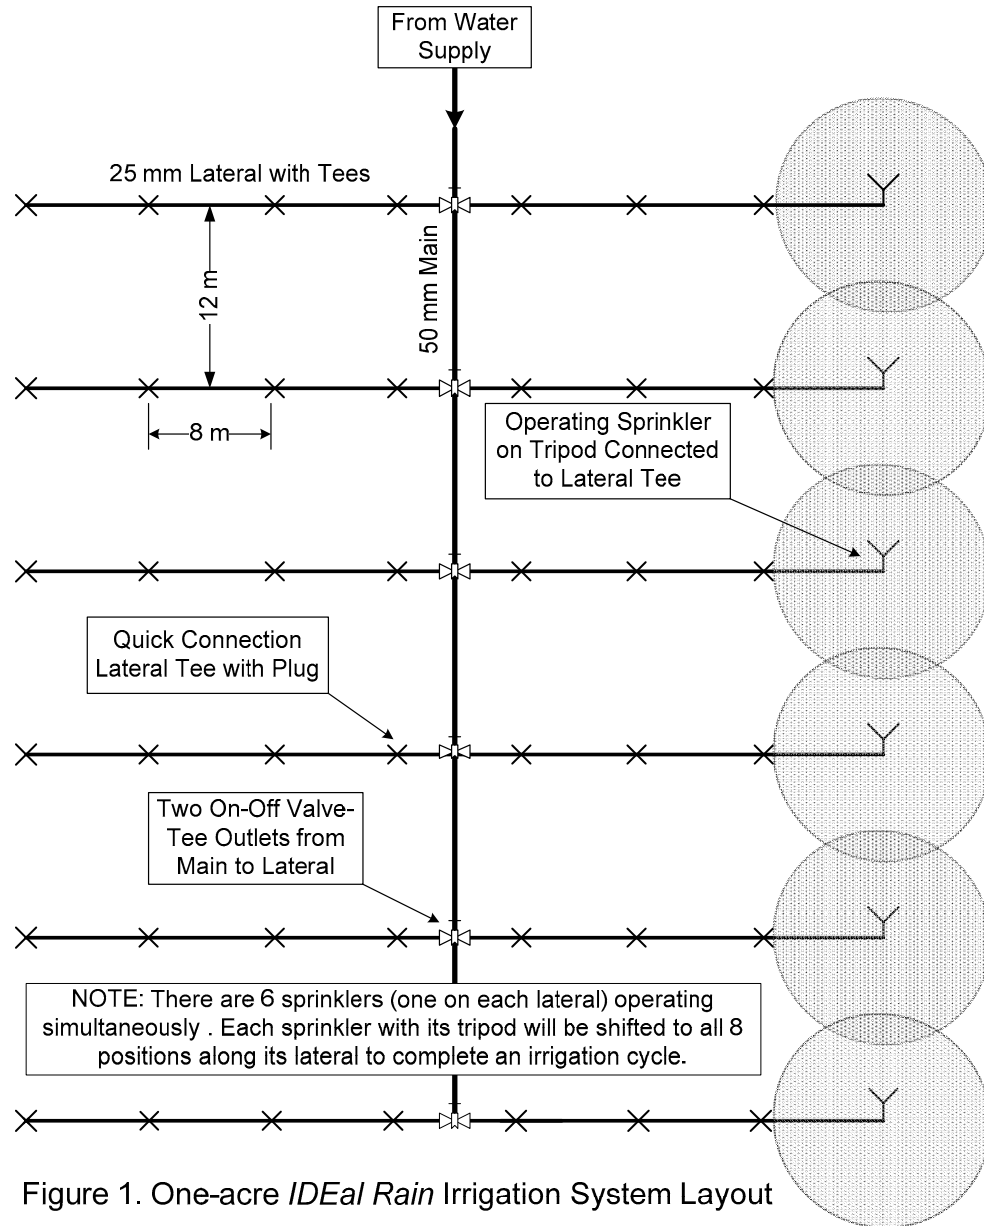 From Water
Supply
25 mm Lateral with Tees
12 m
50 mm Main
8 m
Operating Sprinkler
on Tripod Connected
to Lateral Tee
Quick Connection
Lateral Tee with Plug
Two On-Off Valve-
Tee Outlets from
Main to Lateral
NOTE: There are 6 sprinklers (one on each lateral) operating
simultaneously . Each sprinkler with its tripod will be shifted to all 8
positions along its lateral to complete an irrigation cycle.
Figure 1. One-acre IDEal Rain Irrigation System Layout